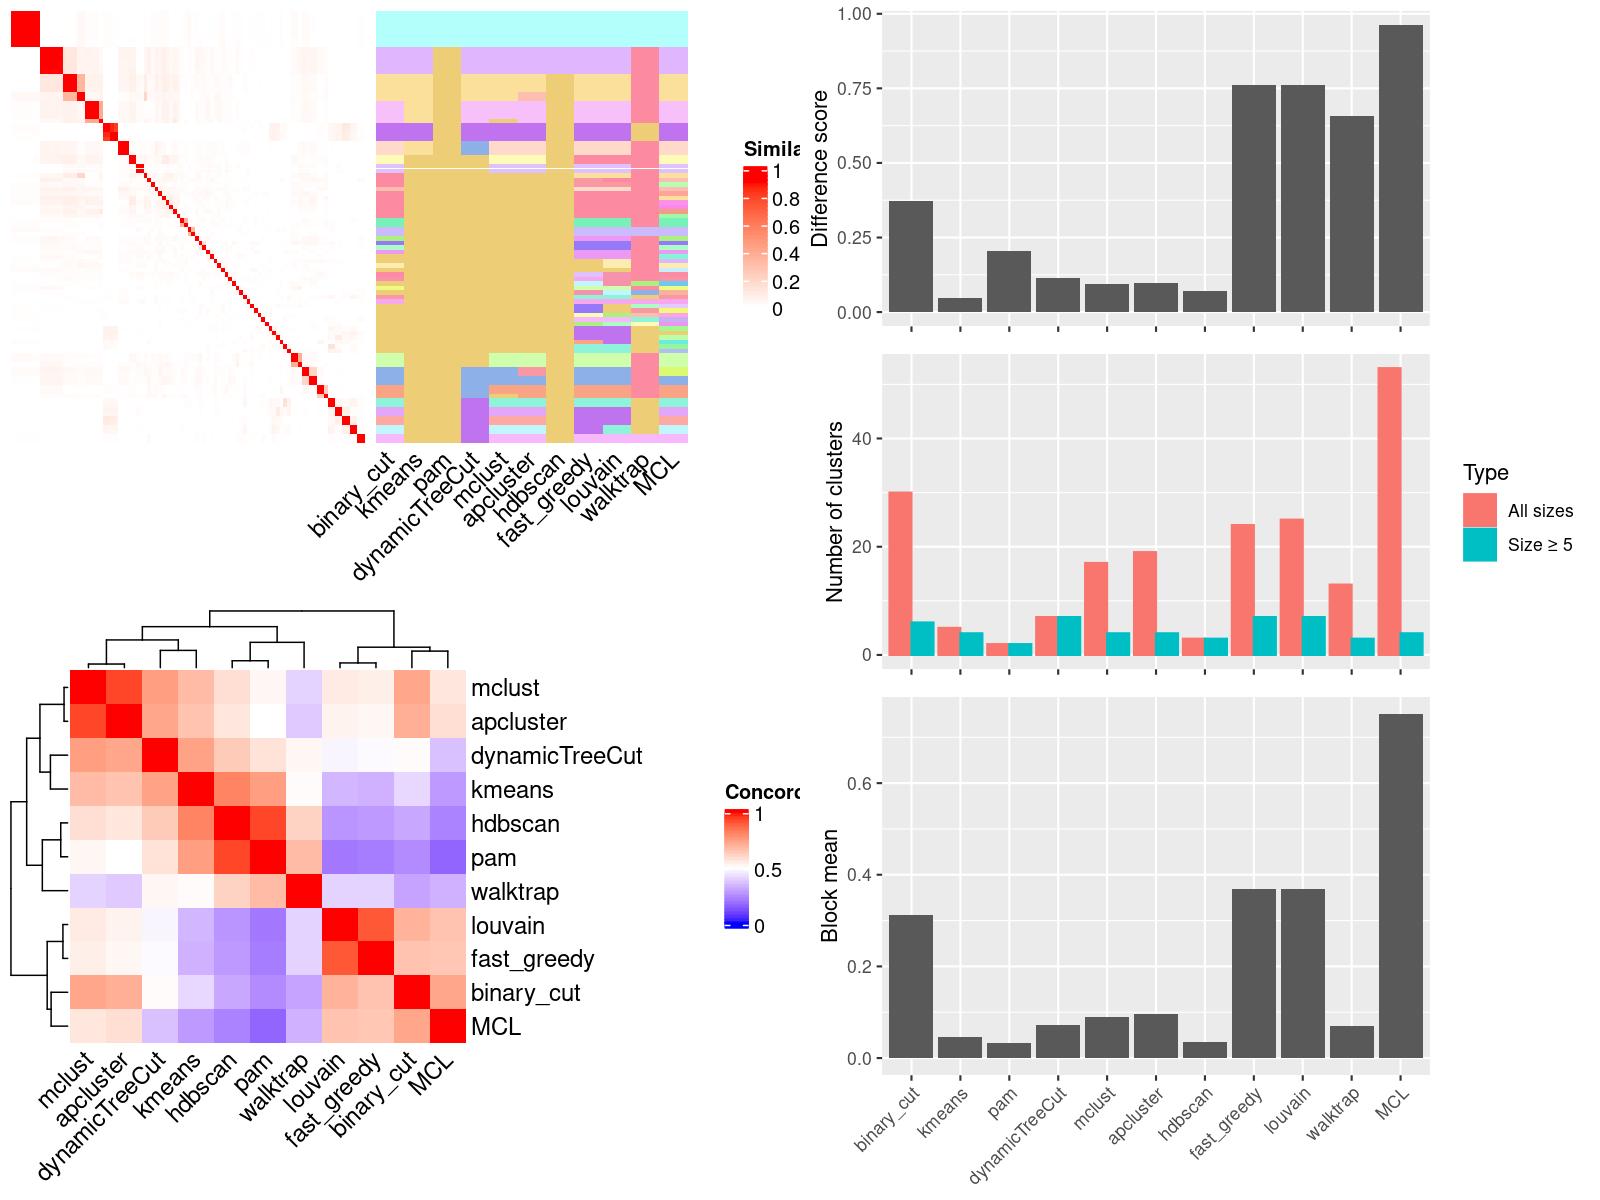 Simila
1
0.8
0.6
0.4
0.2
0
binary_cut
kmeans
pam
dynamicTreeCut
mclust
apcluster
hdbscan
fast_greedy
louvain
walktrap
MCL
mclust
apcluster
dynamicTreeCut
kmeans
hdbscan
pam
walktrap
louvain
fast_greedy
binary_cut
MCL
mclust
apcluster
dynamicTreeCut
kmeans
hdbscan
pam
walktrap
louvain
fast_greedy
binary_cut
MCL
Concord
1
0.5
0
Difference score
1.00
0.75
0.50
0.25
0.00
Number of clusters
40
20
0
Type
All sizes
Size ≥ 5
Block mean
0.6
0.4
0.2
0.0
binary_cut
kmeans
pam
dynamicTreeCut
mclust
apcluster
hdbscan
fast_greedy
louvain
walktrap
MCL